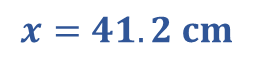 x = 41.2 cm